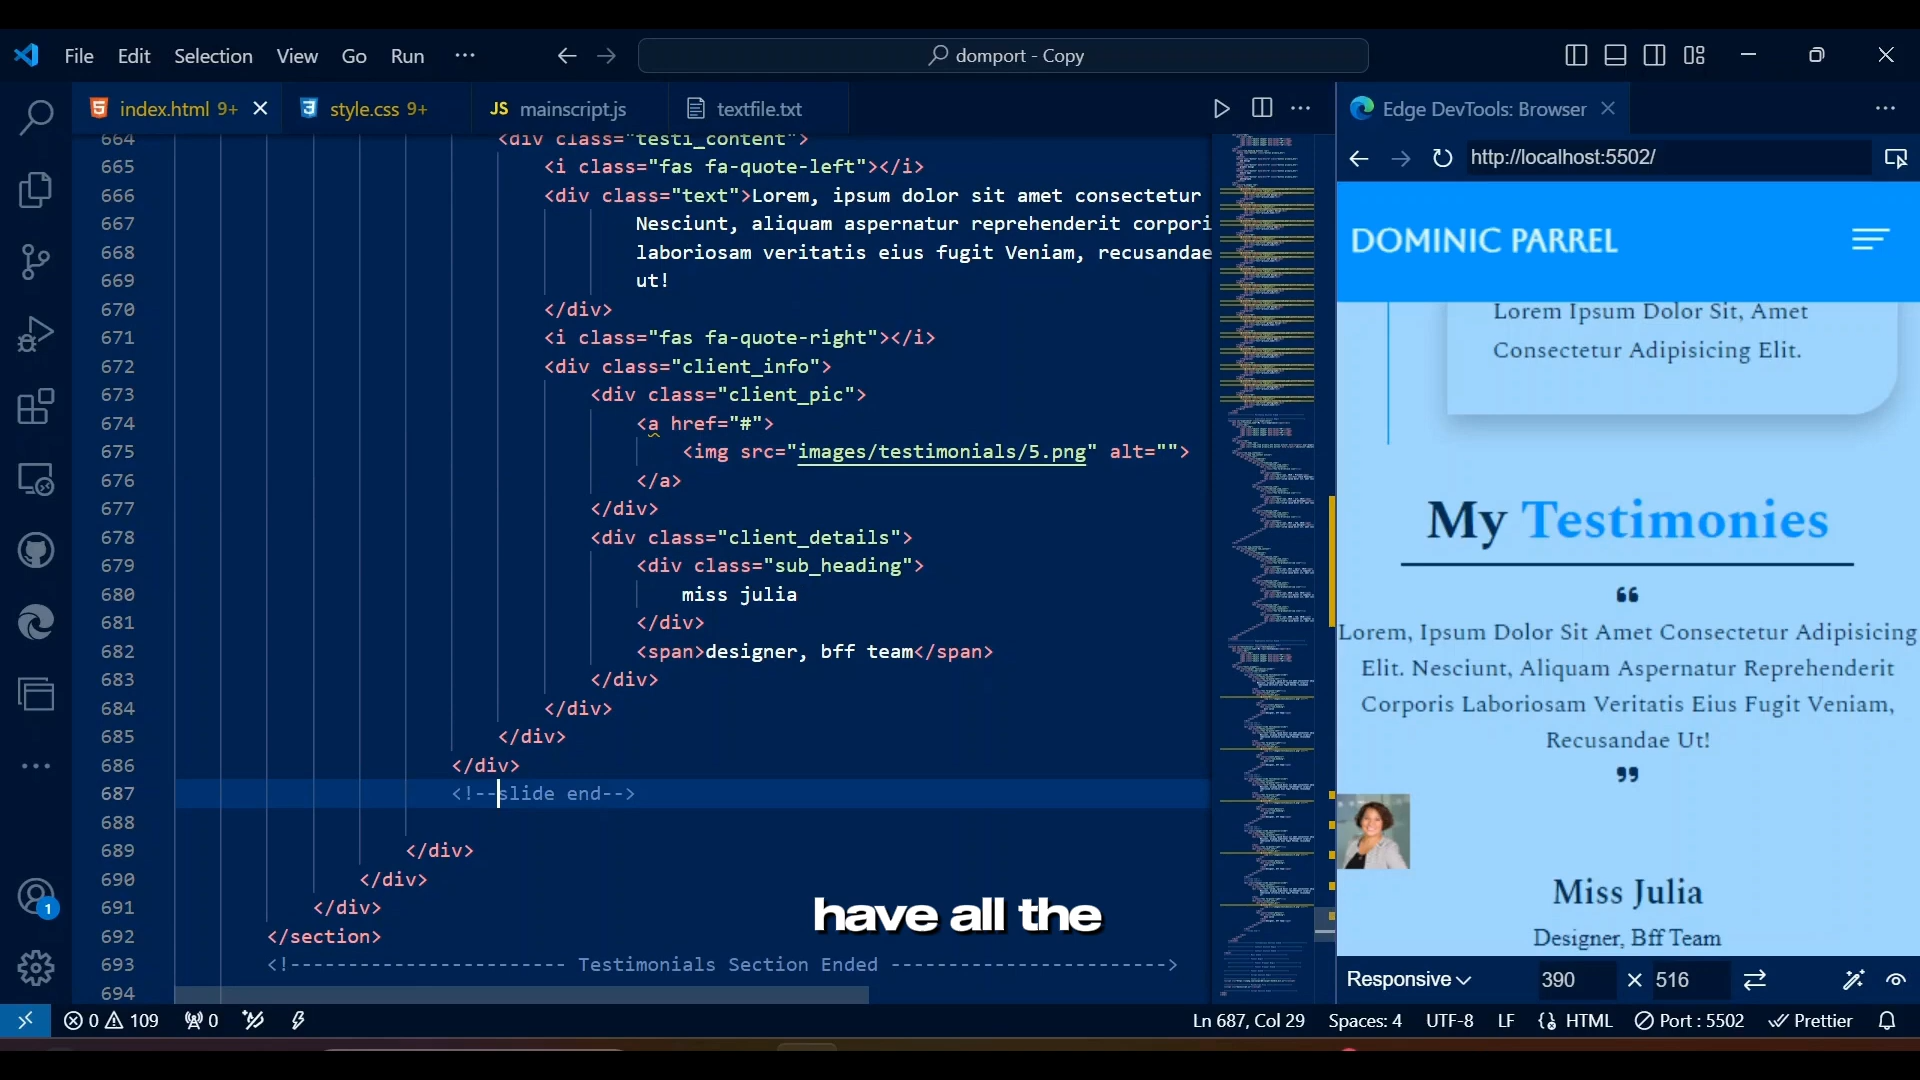 File Edit Selection View Go Run ··· domport - Copy
index.html 9+ style.css 9+ JS mainscript.js textfile.txt Edge DevTools: Browser
http://localhost:5502/
664 <div class="testi_content">
665 <i class="fas fa-quote-left"></i>
666 <div class="text">Lorem, ipsum dolor sit amet consectetur
667 Nesciunt, aliquam aspernatur reprehenderit corpori
668 laboriosam veritatis eius fugit Veniam, recusandae
669 ut!
670 </div>
671 <i class="fas fa-quote-right"></i>
672 <div class="client_info">
673 <div class="client_pic">
674 <a href="#">
675 <img src="images/testimonials/5.png" alt="">
676 </a>
677 </div>
678 <div class="client_details">
679 <div class="sub_heading">
680 miss julia
681 </div>
682 <span>designer, bff team</span>
683 </div>
684 </div>
685 </div>
686 </div>
687 <!--slide end-->
688
689 </div>
690 </div>
691 </div>
692 </section>
693 <!------------------------ Testimonials Section Ended ------------------------>
694
have all the
DOMINIC PARREL
Lorem Ipsum Dolor Sit, Amet
Consectetur Adipisicing Elit.
My Testimonies
“
Lorem, Ipsum Dolor Sit Amet Consectetur Adipisicing
Elit. Nesciunt, Aliquam Aspernatur Reprehenderit
Corporis Laboriosam Veritatis Eius Fugit Veniam,
Recusandae Ut!
”
Miss Julia
Designer, Bff Team
Responsive 390 × 516
1
0 109 0 Ln 687, Col 29 Spaces: 4 UTF-8 LF HTML Port : 5502 Prettier